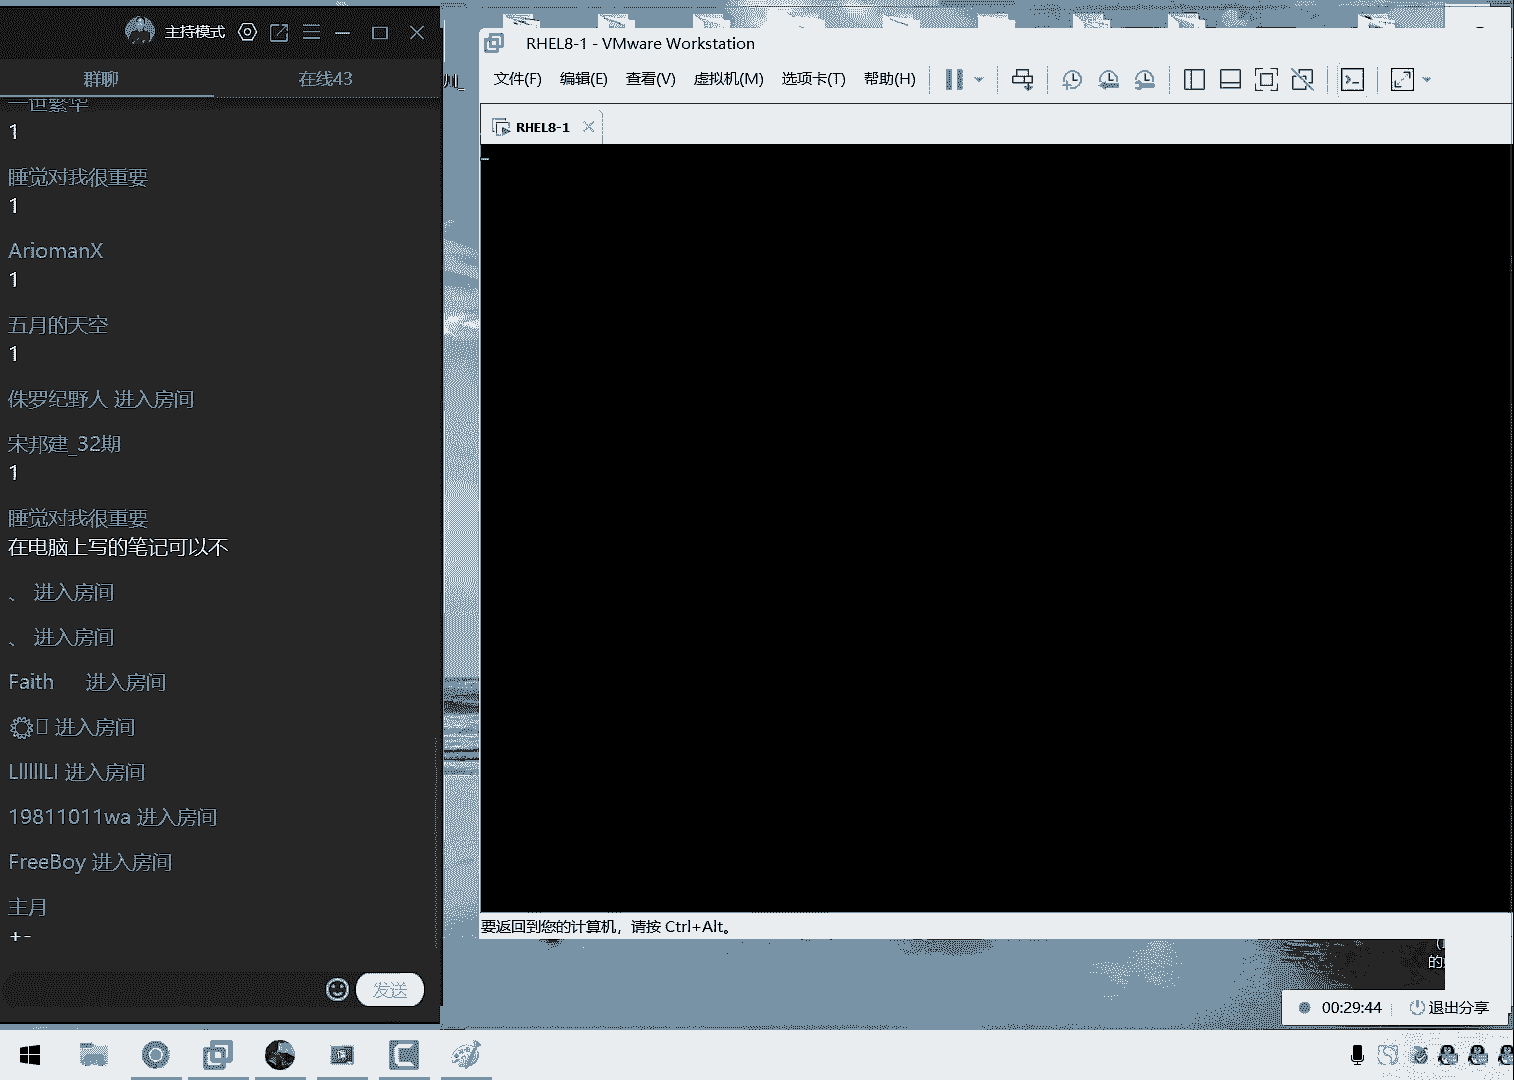 主持模式
群聊 在线43
一世繁华
1
睡觉对我很重要
1
AriomanX
1
五月的天空
1
侏罗纪野人 进入房间
宋邦建_32期
1
睡觉对我很重要
在电脑上写的笔记可以不
、 进入房间
、 进入房间
Faith 进入房间
进入房间
LlllllLl 进入房间
19811011wa 进入房间
FreeBoy 进入房间
主月
+-
发送
RHEL8-1 - VMware Workstation
文件(F) 编辑(E) 查看(V) 虚拟机(M) 选项卡(T) 帮助(H)
RHEL8-1
要返回到您的计算机，请按 Ctrl+Alt。
的
00:29:44 退出分享